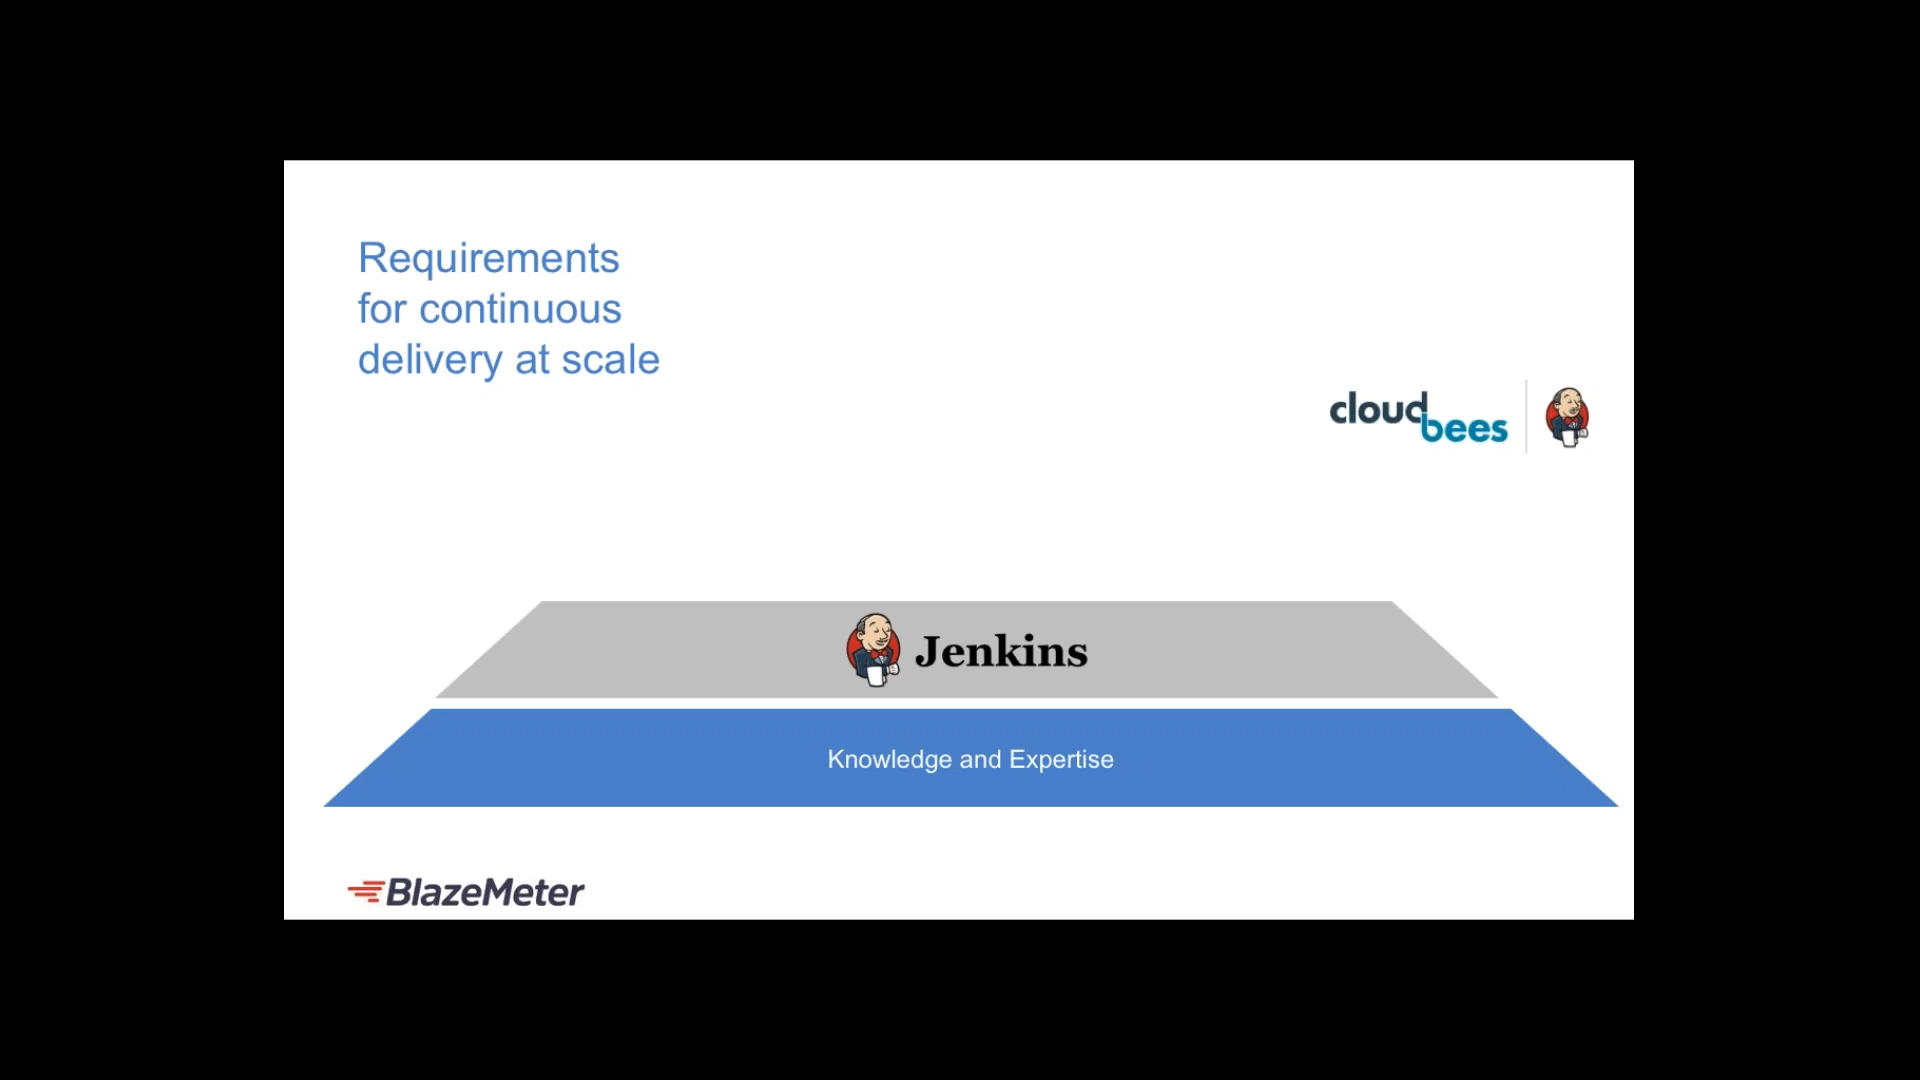 Requirements
for continuous
delivery at scale
cloudbees
Jenkins
Knowledge and Expertise
BlazeMeter